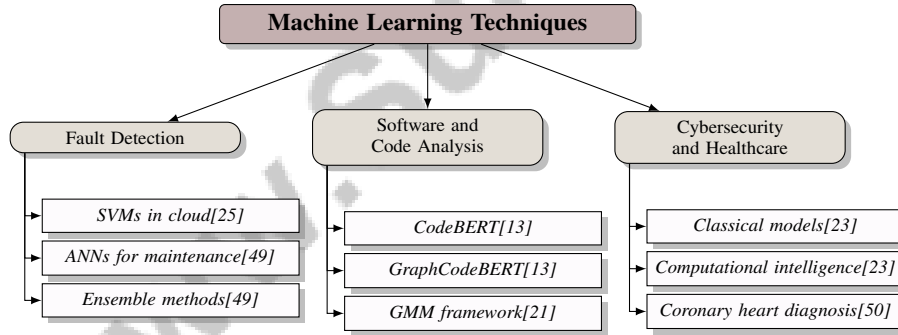 Machine Learning Techniques
Fault Detection
SVMs in cloud[25]
ANNs for maintenance[49]
Ensemble methods[49]
Software and
Code Analysis
CodeBERT[13]
GraphCodeBERT[13]
GMM framework[21]
Cybersecurity
and Healthcare
Classical models[23]
Computational intelligence[23]
Coronary heart diagnosis[50]